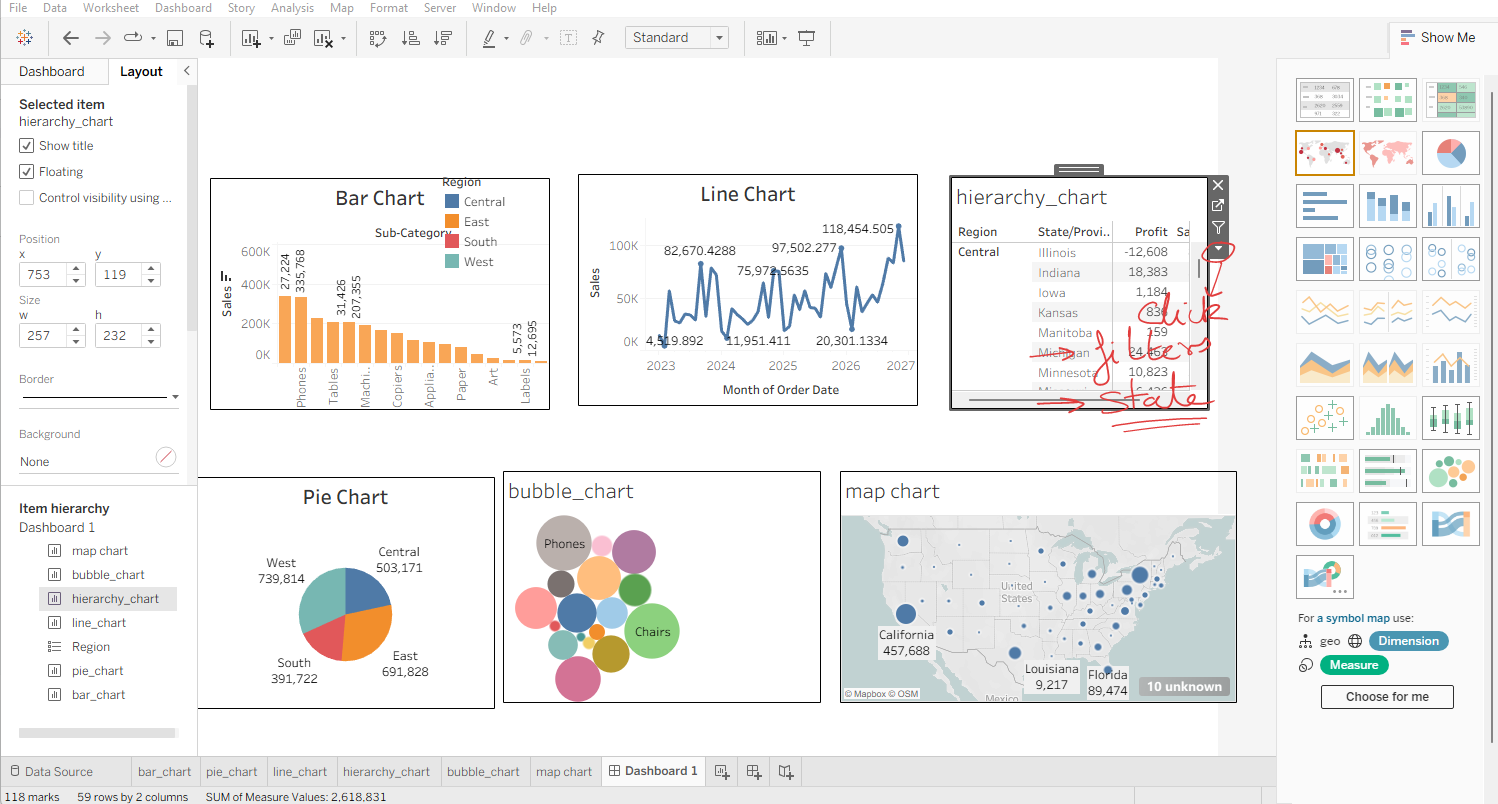 File Data Worksheet Dashboard Story Analysis Map Format Server Window Help
Standard
Show Me
Dashboard Layout
Selected item
hierarchy_chart
Show title
Floating
Control visibility using ...
Position
x y
753 119
Size
w h
257 232
Border
Background
None
Item hierarchy
Dashboard 1
map chart
bubble_chart
hierarchy_chart
line_chart
Region
pie_chart
bar_chart
Bar Chart
Region
Central
East
South
West
Sub-Category
Sales
600K
400K
200K
0K
27,224
335,768
31,426
207,355
5,573
12,695
Phones
Tables
Machi..
Copiers
Applia..
Paper
Art
Labels
Line Chart
Sales
100K
50K
0K
118,454.505
82,670.4288
97,502.277
75,972.5635
4,519.892
11,951.411
20,301.1334
2023 2024 2025 2026 2027
Month of Order Date
hierarchy_chart
Region State/Provi.. Profit Sa
Central Illinois -12,608
Indiana 18,383
Iowa 1,184
Kansas 836
Manitoba 159
Michigan 24,463
Minnesota 10,823
click
filters
State
Pie Chart
West
739,814
Central
503,171
South
391,722
East
691,828
bubble_chart
Phones
Chairs
map chart
United
States
California
457,688
Louisiana
9,217
Florida
89,474
Mexico
10 unknown
© Mapbox © OSM
For a symbol map use:
geo Dimension
Measure
Choose for me
Data Source bar_chart pie_chart line_chart hierarchy_chart bubble_chart map chart Dashboard 1
118 marks 59 rows by 2 columns SUM of Measure Values: 2,618,831